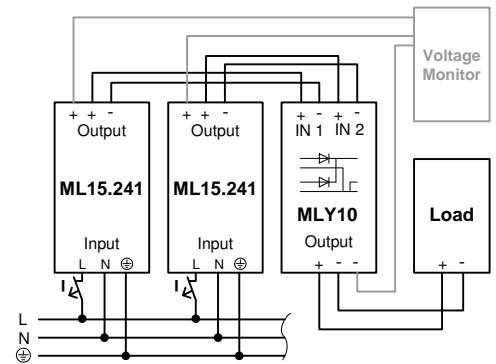 Voltage
Monitor
+ + -
Output
ML15.241
Input
L N ⏚
I
+ + -
Output
ML15.241
Input
L N ⏚
I
+ - + -
IN 1 IN 2
MLY10
Output
+ - -
Load
+ -
L
N
⏚